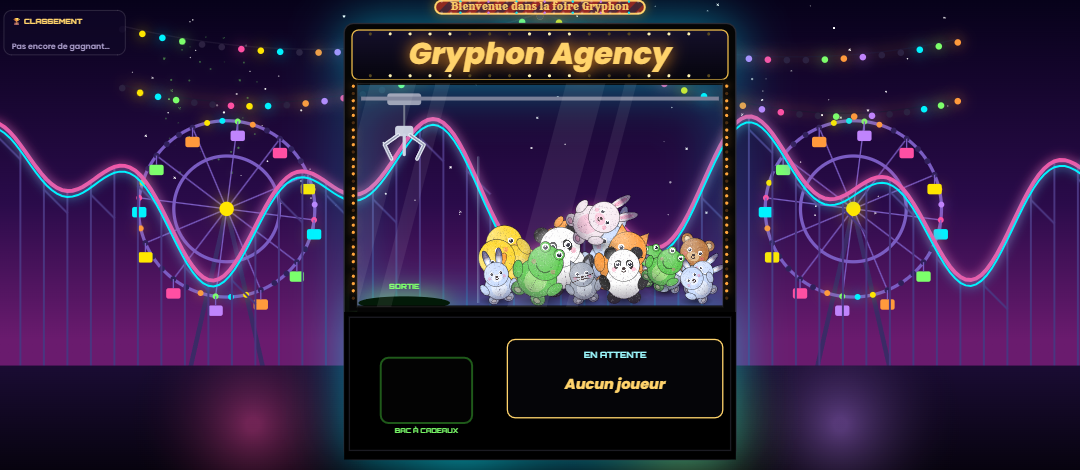 Bienvenue dans la foire Gryphon
CLASSEMENT
Pas encore de gagnant...
Gryphon Agency
SORTIE
EN ATTENTE
Aucun joueur
BAC À CADEAUX